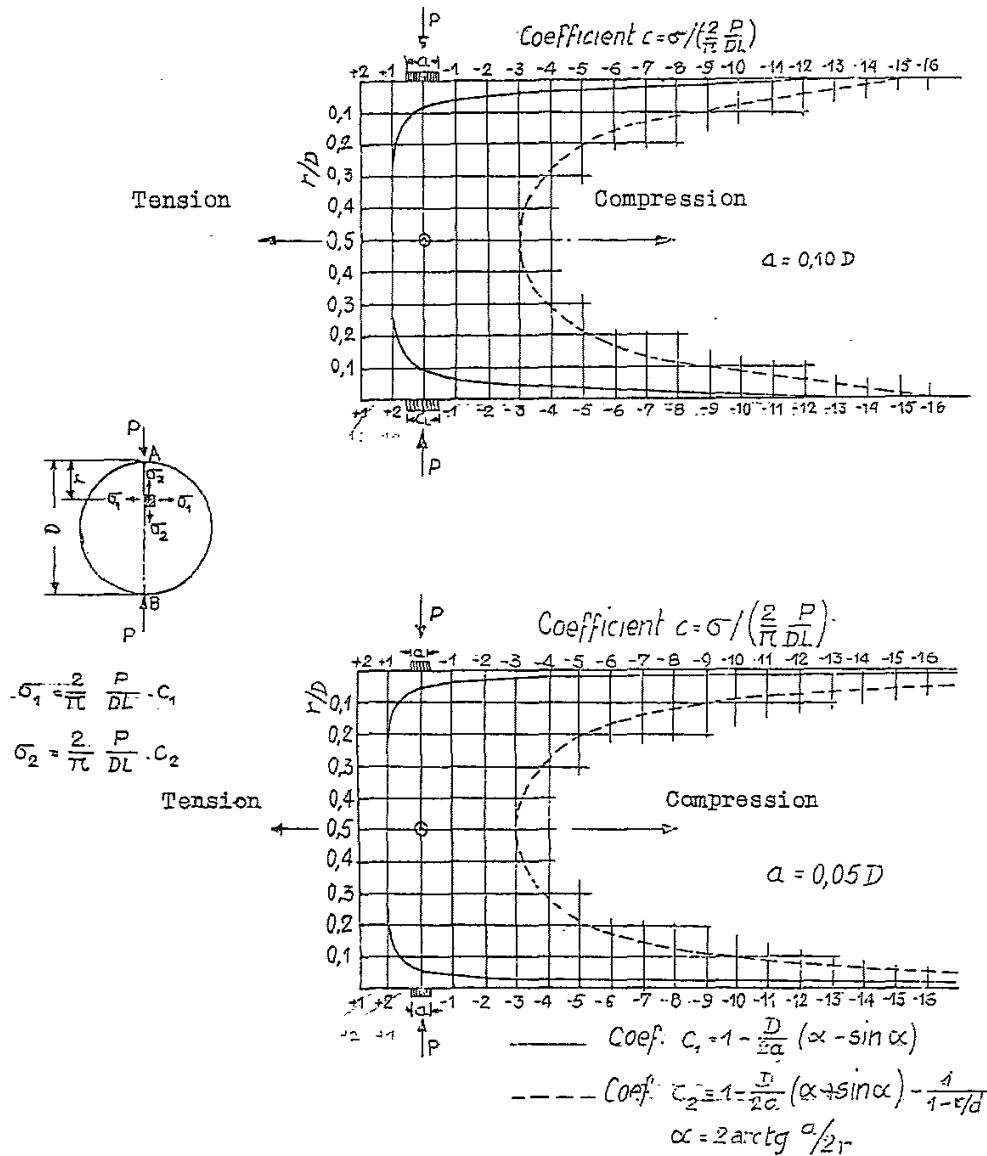 P
Coefficient c=σ/(2/π P/DL)
a
+2 +1 -1 -2 -3 -4 -5 -6 -7 -8 -9 -10 -11 -12 -13 -14 -15 -16
0,1
0,2
0,3
r/D
0,4
0,5
0,4
0,3
0,2
0,1
Tension
Compression
a = 0,10 D
+1 +2 -1 -2 -3 -4 -5 -6 -7 -8 -9 -10 -11 -12 -13 -14 -15 -16
P
P
A
r
σ2
σ1 σ1
σ2
D
B
P
σ1 = 2/π P/DL . C1
σ2 = 2/π P/DL . C2
P
Coefficient c=σ/(2/π P/DL)
a
+2 +1 -1 -2 -3 -4 -5 -6 -7 -8 -9 -10 -11 -12 -13 -14 -15 -16
r/D
0,1
0,2
0,3
0,4
0,5
0,4
0,3
0,2
0,1
Tension
Compression
a = 0,05 D
+1 +2 -1 -2 -3 -4 -5 -6 -7 -8 -9 -10 -11 -12 -13 -14 -15 -16
+2 +1
a
P
Coef. C1 = 1 - D/2a (α - sin α)
Coef. C2 = 1 - D/2a (α + sin α) - 1/1-r/d
α = 2 arctg a/2r